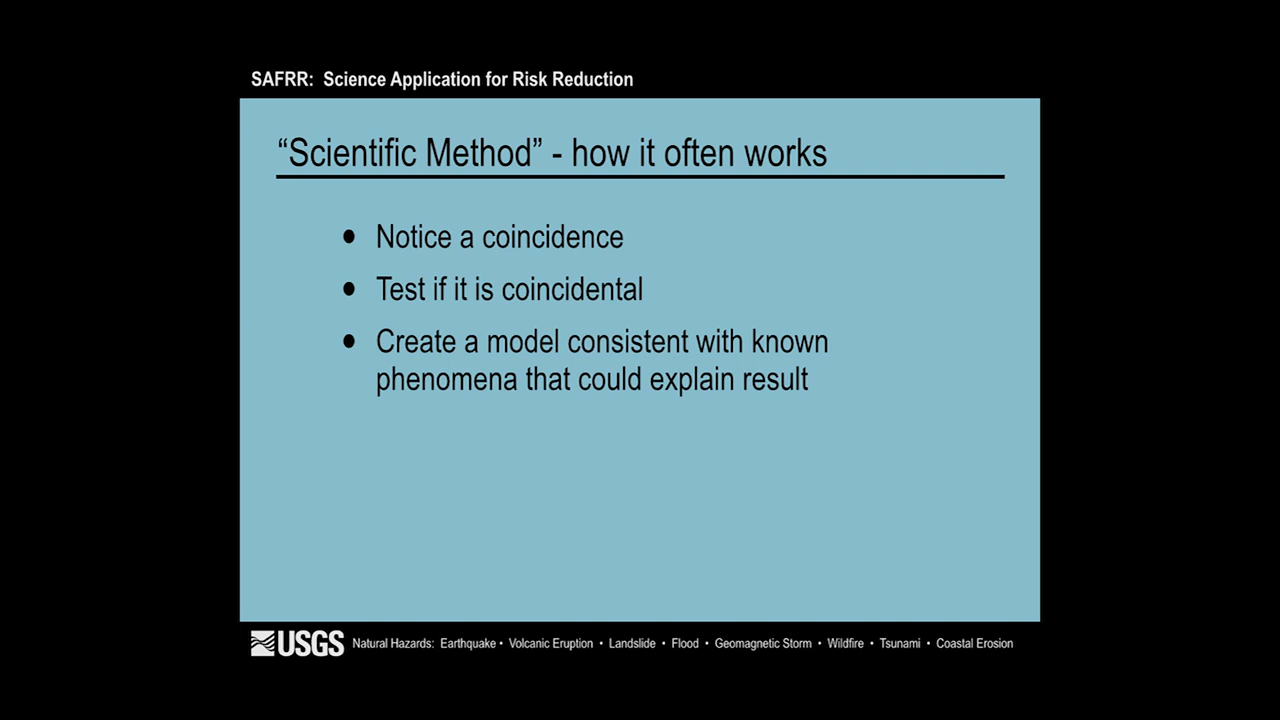 SAFRR: Science Application for Risk Reduction
“Scientific Method” - how it often works
• Notice a coincidence
• Test if it is coincidental
• Create a model consistent with known
phenomena that could explain result
USGS Natural Hazards: Earthquake • Volcanic Eruption • Landslide • Flood • Geomagnetic Storm • Wildfire • Tsunami • Coastal Erosion